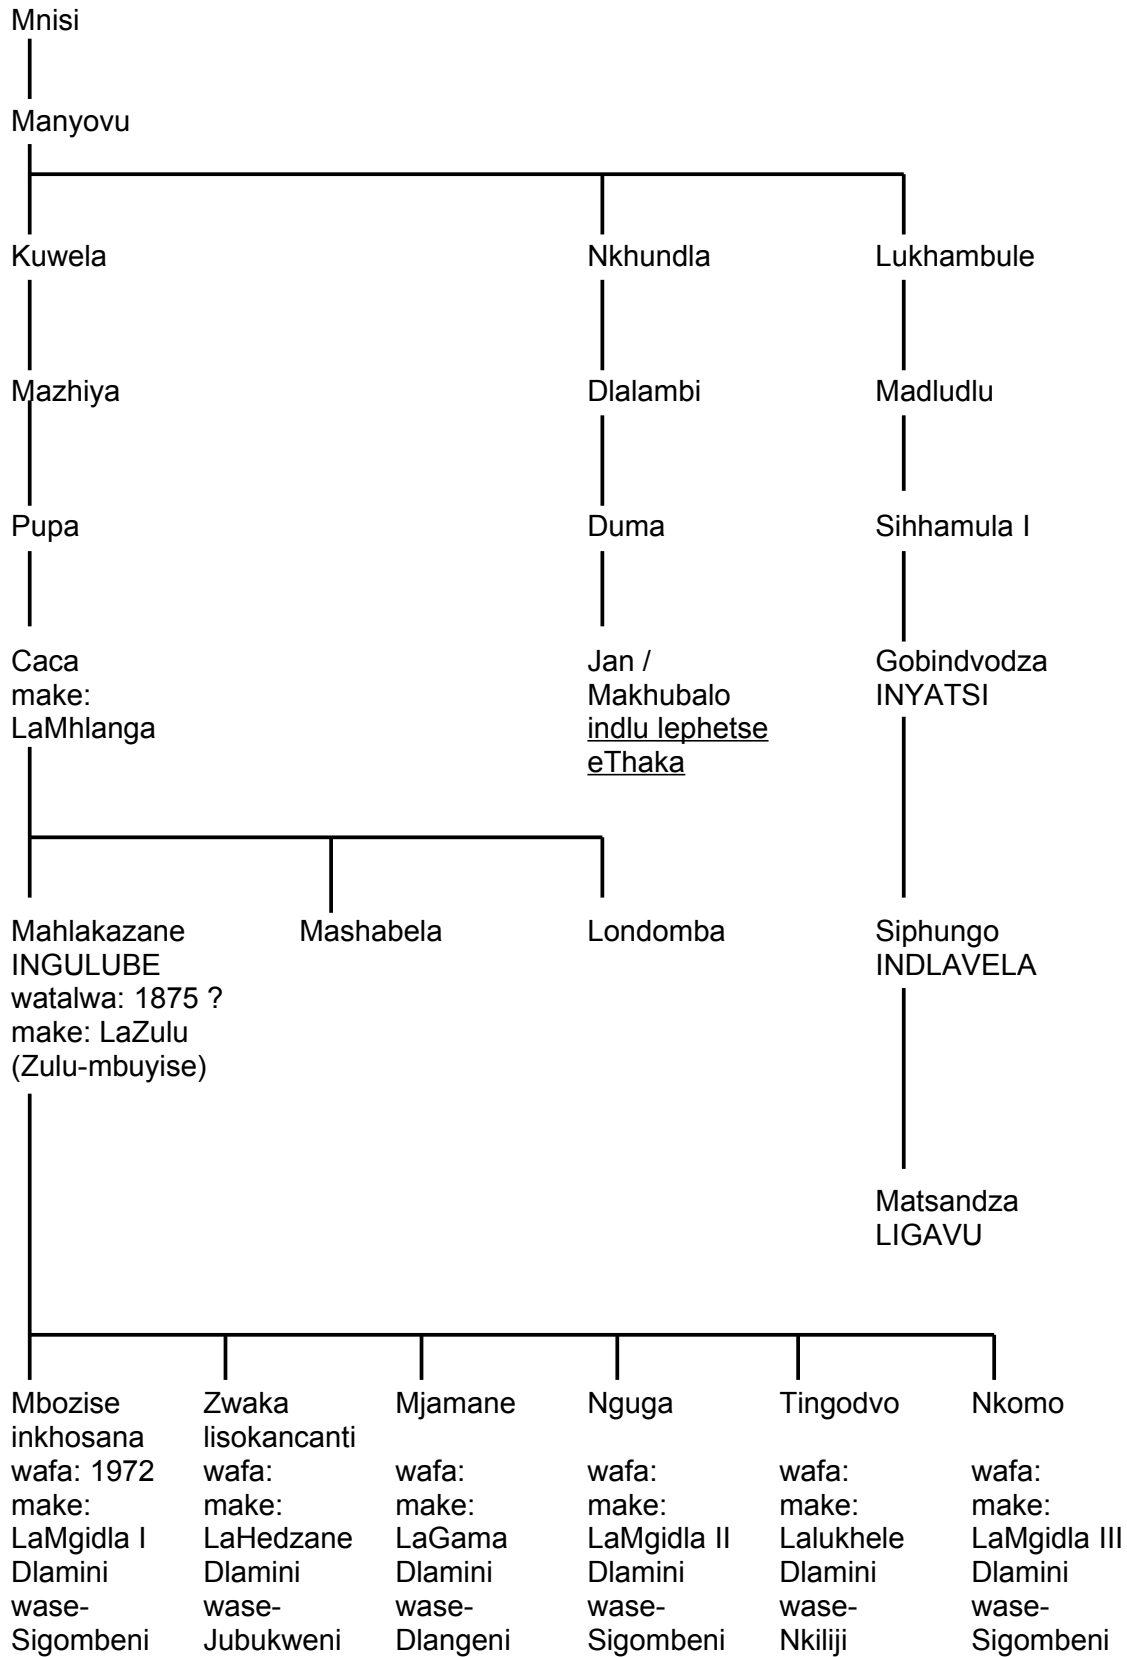 Mnisi
Manyovu
Kuwela Nkhundla Lukhambule
Mazhiya Dlalambi Madludlu
Pupa Duma Sihhamula I
Caca Jan / Gobindvodza
make: Makhubalo INYATSI
LaMhlanga indlu lephetse
eThaka
Mahlakazane Mashabela Londomba Siphungo
INGULUBE INDLAVELA
watalwa: 1875 ?
make: LaZulu
(Zulu-mbuyise)
Matsandza
LIGAVU
Mbozise Zwaka Mjamane Nguga Tingodvo Nkomo
inkhosana lisokancanti
wafa: 1972 wafa: wafa: wafa: wafa: wafa:
make: make: make: make: make: make:
LaMgidla I LaHedzane LaGama LaMgidla II Lalukhele LaMgidla III
Dlamini Dlamini Dlamini Dlamini Dlamini Dlamini
wase- wase- wase- wase- wase- wase-
Sigombeni Jubukweni Dlangeni Sigombeni Nkiliji Sigombeni